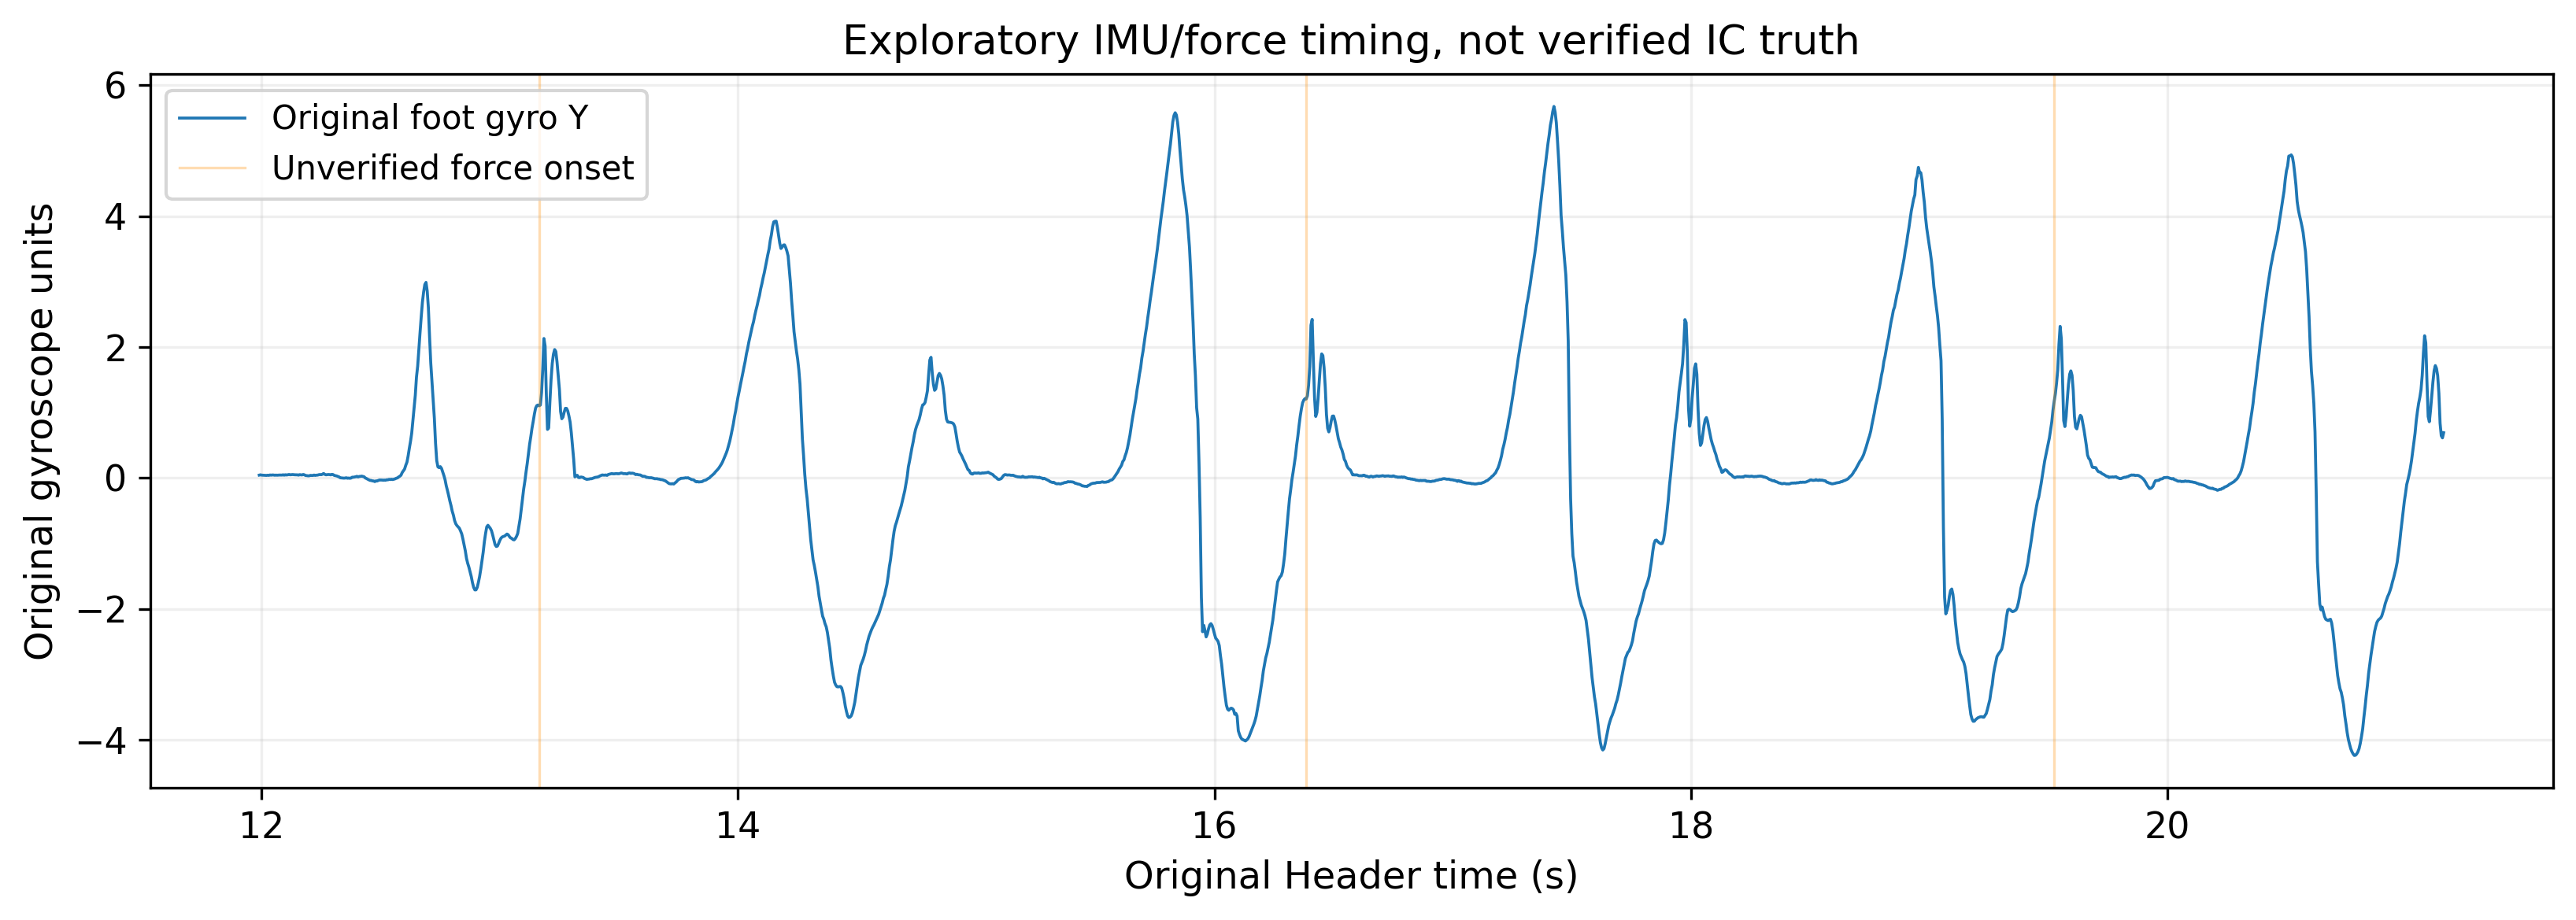 Exploratory IMU/force timing, not verified IC truth
Original foot gyro Y
Unverified force onset
Original gyroscope units
6
4
2
0
−2
−4
12
14
16
18
20
Original Header time (s)